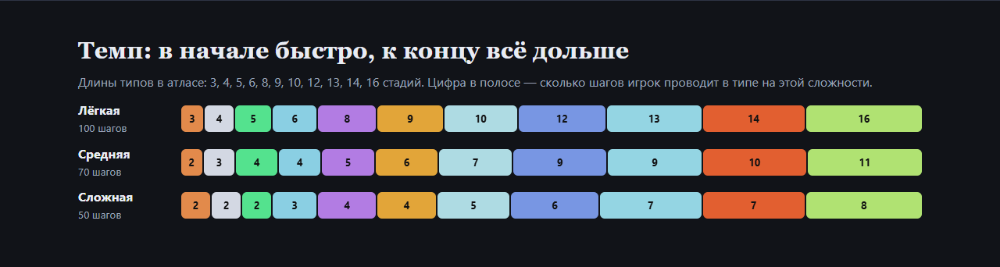 Темп: в начале быстро, к концу всё дольше
Длины типов в атласе: 3, 4, 5, 6, 8, 9, 10, 12, 13, 14, 16 стадий. Цифра в полосе — сколько шагов игрок проводит в типе на этой сложности.
Лёгкая
100 шагов
3 4 5 6 8 9 10 12 13 14 16
Средняя
70 шагов
2 3 4 4 5 6 7 9 9 10 11
Сложная
50 шагов
2 2 2 3 4 4 5 6 7 7 8